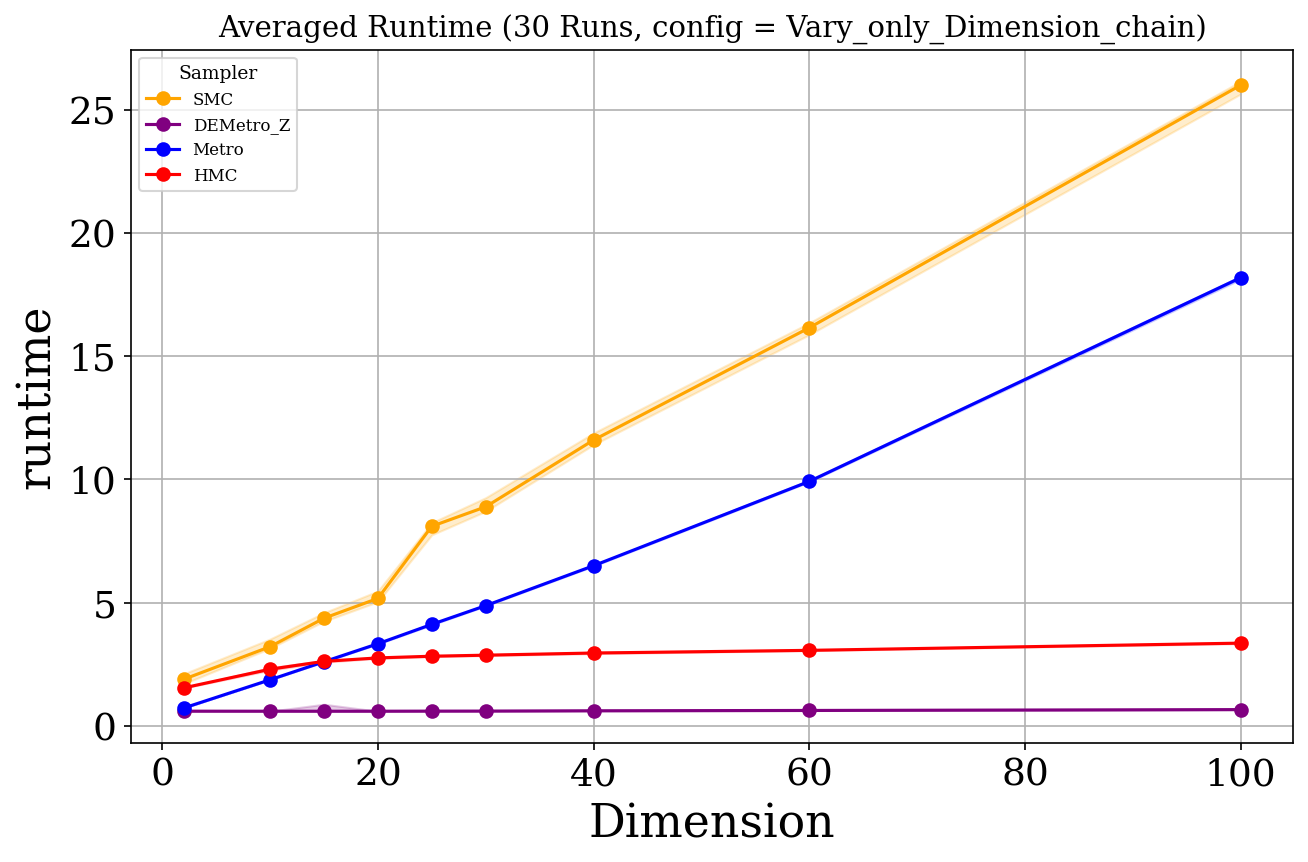 Averaged Runtime (30 Runs, config = Vary_only_Dimension_chain)
Sampler
SMC
DEMetro_Z
Metro
HMC
runtime
25
20
15
10
5
0
0 20 40 60 80 100
Dimension